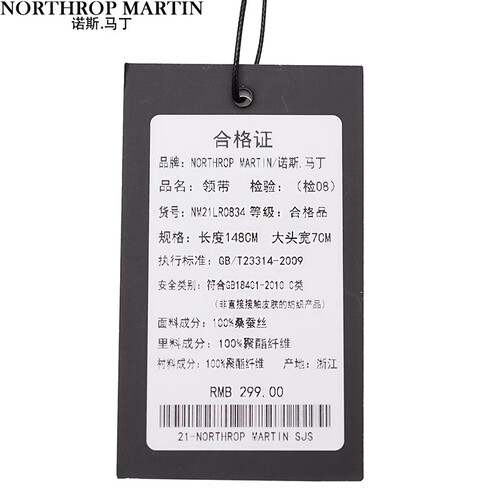 NORTHROP MARTIN
诺斯.马丁
合格证
品牌: NORTHROP MARTIN/诺斯.马丁
品名: 领带 检验: (检08)
货号: NM21LR0834 等级: 合格品
规格: 长度148CM 大头宽7CM
执行标准: GB/T23314-2009
安全类别: 符合GB18401-2010 C类
(非直接接触皮肤的纺织产品)
面料成分: 100%桑蚕丝
里料成分: 100%聚酯纤维
衬料成分: 100%聚酯纤维 产地: 浙江
RMB 299.00
21-NORTHROP MARTIN SJS